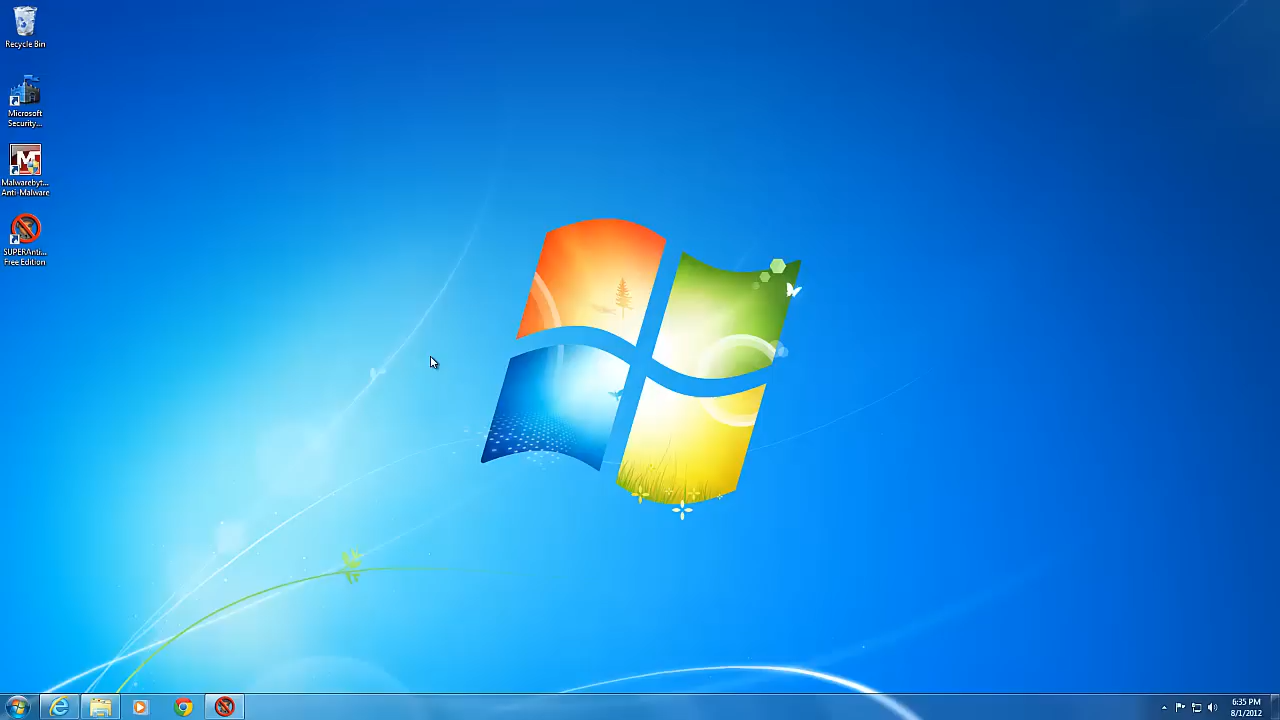 Recycle Bin
Microsoft
Security...
Malwarebyt...
Anti-Malware
SUPERAnti...
Free Edition
6:35 PM
8/1/2012